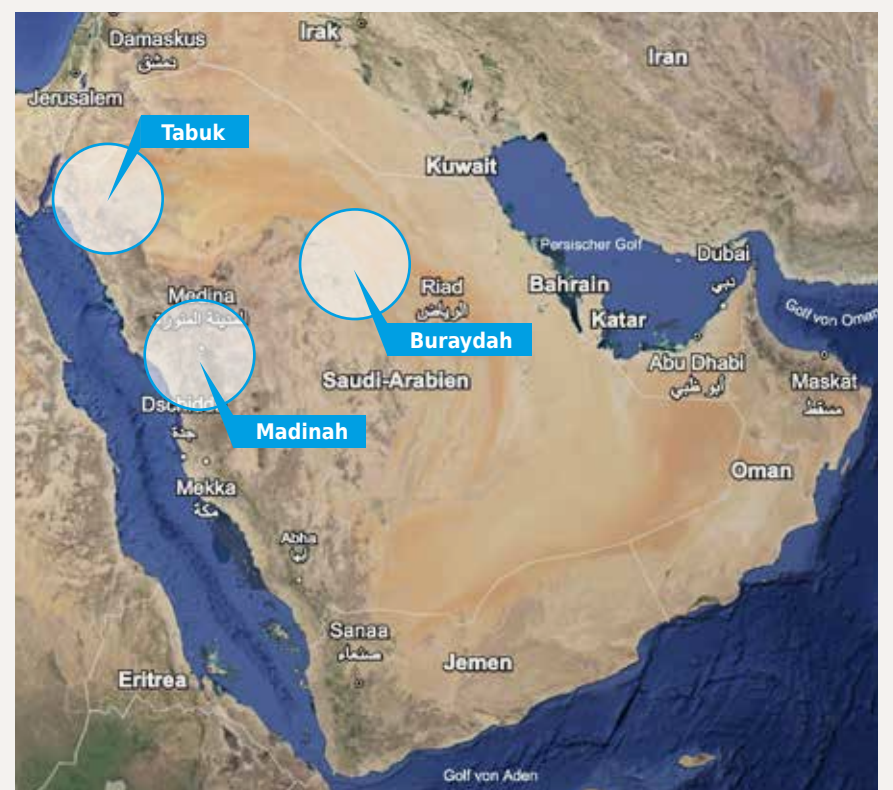 Damaskus
دمشق
Irak
Iran
Jerusalem
Tabuk
Kuwait
Persischer Golf
Dubai
دبي
Medina
المدينة المنورة
Riad
الرياض
Bahrain
Katar
Golf von Oman
Buraydah
Abu Dhabi
أبو ظبي
Maskat
مسقط
Saudi-Arabien
Dschidda
جدة
Madinah
Mekka
مكة
Oman
Abha
أبها
Sanaa
صنعاء
Jemen
Eritrea
Golf von Aden